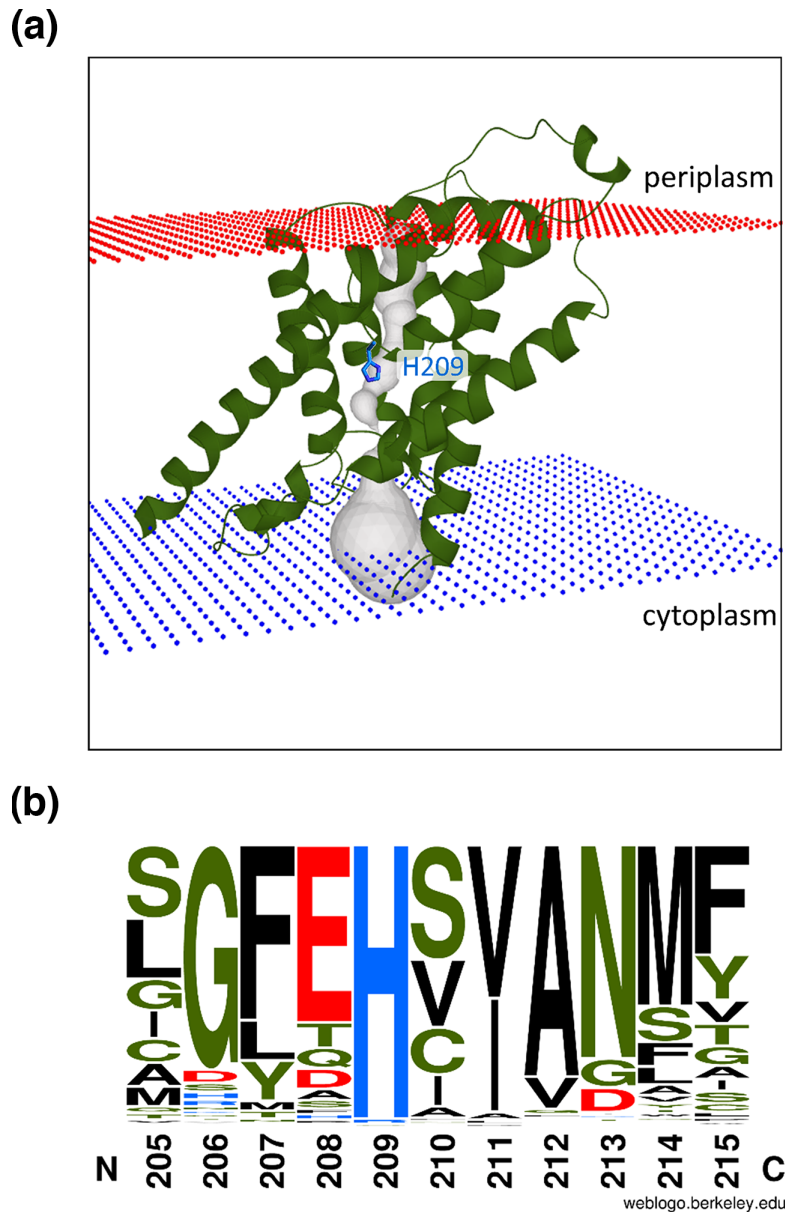 (a)
periplasm
H209
cytoplasm
(b)
S G F E H S V A N M F
L D L T V I V G S Y
G Y Q C D F V
I M D I L T
C A A A G
A S A
M I
G S
C
N 205 206 207 208 209 210 211 212 213 214 215 C
weblogo.berkeley.edu